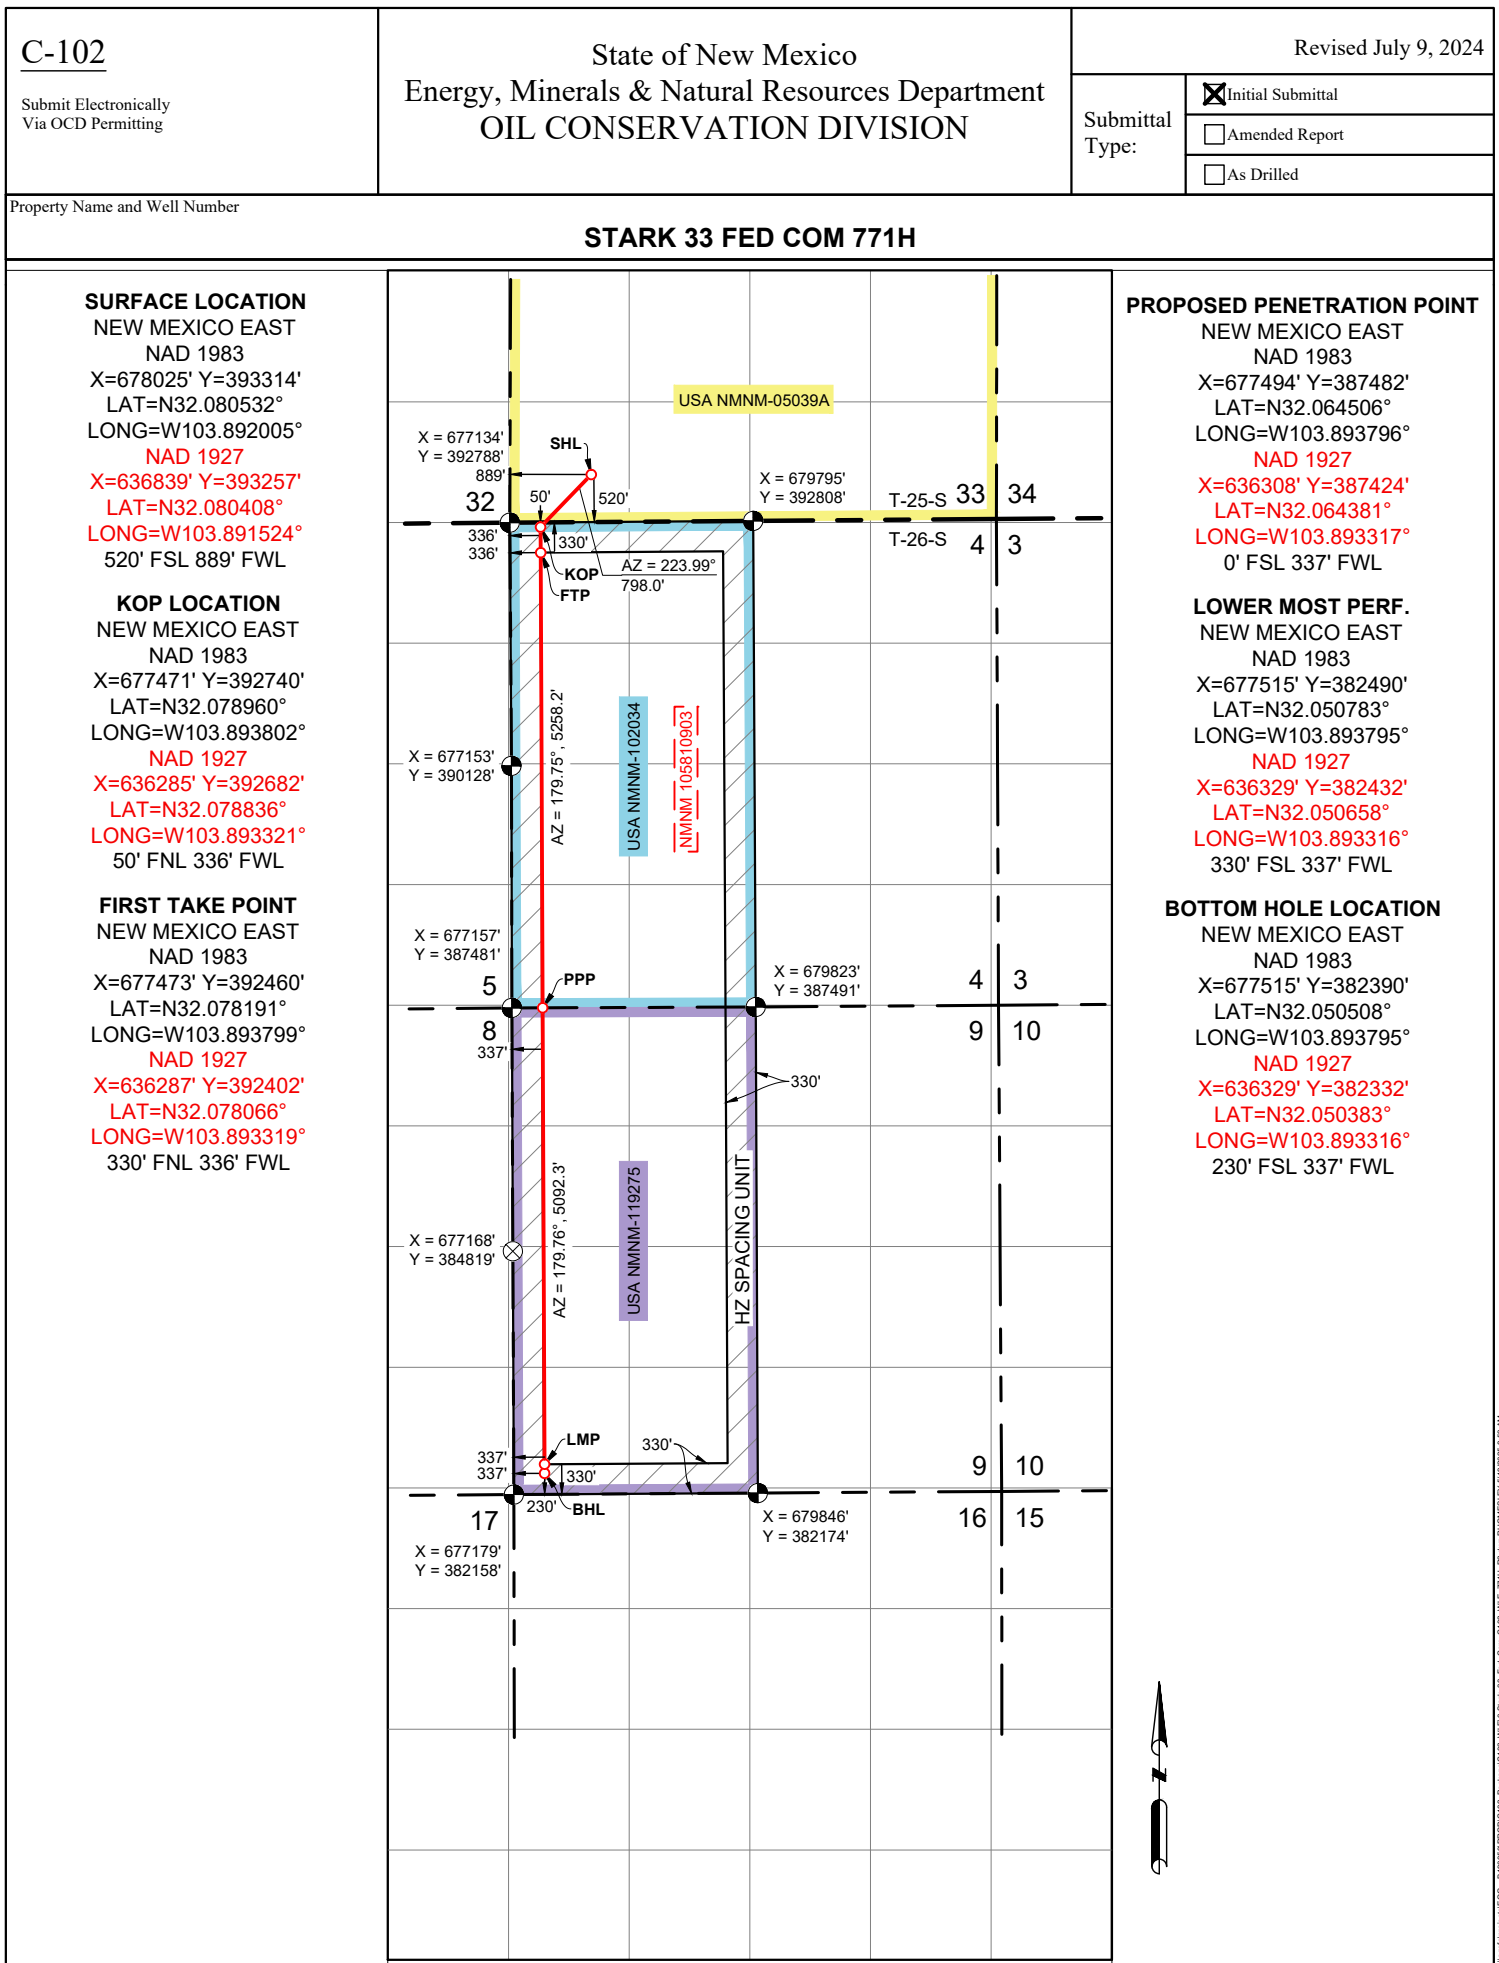 C-102
Submit Electronically
Via OCD Permitting
State of New Mexico
Energy, Minerals & Natural Resources Department
OIL CONSERVATION DIVISION
Revised July 9, 2024
Submittal
Type:
Initial Submittal
Amended Report
As Drilled
Property Name and Well Number
STARK 33 FED COM 771H
SURFACE LOCATION
NEW MEXICO EAST
NAD 1983
X=678025' Y=393314'
LAT=N32.080532°
LONG=W103.892005°
NAD 1927
X=636839' Y=393257'
LAT=N32.080408°
LONG=W103.891524°
520' FSL 889' FWL
KOP LOCATION
NEW MEXICO EAST
NAD 1983
X=677471' Y=392740'
LAT=N32.078960°
LONG=W103.893802°
NAD 1927
X=636285' Y=392682'
LAT=N32.078836°
LONG=W103.893321°
50' FNL 336' FWL
FIRST TAKE POINT
NEW MEXICO EAST
NAD 1983
X=677473' Y=392460'
LAT=N32.078191°
LONG=W103.893799°
NAD 1927
X=636287' Y=392402'
LAT=N32.078066°
LONG=W103.893319°
330' FNL 336' FWL
USA NMNM-05039A
X = 677134'
Y = 392788'
889'
SHL
X = 679795'
Y = 392808'
32
50'
520'
T-25-S
33
34
336'
336'
330'
T-26-S
4
3
KOP
FTP
AZ = 223.99°
798.0'
AZ = 179.75°, 5258.2'
USA NMNM-102034
NMNM 105810903
X = 677153'
Y = 390128'
X = 677157'
Y = 387481'
5
PPP
X = 679823'
Y = 387491'
4
3
8
337'
9
10
330'
AZ = 179.76°, 5092.3'
USA NMNM-119275
HZ SPACING UNIT
X = 677168'
Y = 384819'
LMP
337'
337'
330'
330'
230'
BHL
9
10
17
16
15
X = 679846'
Y = 382174'
X = 677179'
Y = 382158'
PROPOSED PENETRATION POINT
NEW MEXICO EAST
NAD 1983
X=677494' Y=387482'
LAT=N32.064506°
LONG=W103.893796°
NAD 1927
X=636308' Y=387424'
LAT=N32.064381°
LONG=W103.893317°
0' FSL 337' FWL
LOWER MOST PERF.
NEW MEXICO EAST
NAD 1983
X=677515' Y=382490'
LAT=N32.050783°
LONG=W103.893795°
NAD 1927
X=636329' Y=382432'
LAT=N32.050658°
LONG=W103.893316°
330' FSL 337' FWL
BOTTOM HOLE LOCATION
NEW MEXICO EAST
NAD 1983
X=677515' Y=382390'
LAT=N32.050508°
LONG=W103.893795°
NAD 1927
X=636329' Y=382332'
LAT=N32.050383°
LONG=W103.893316°
230' FSL 337' FWL